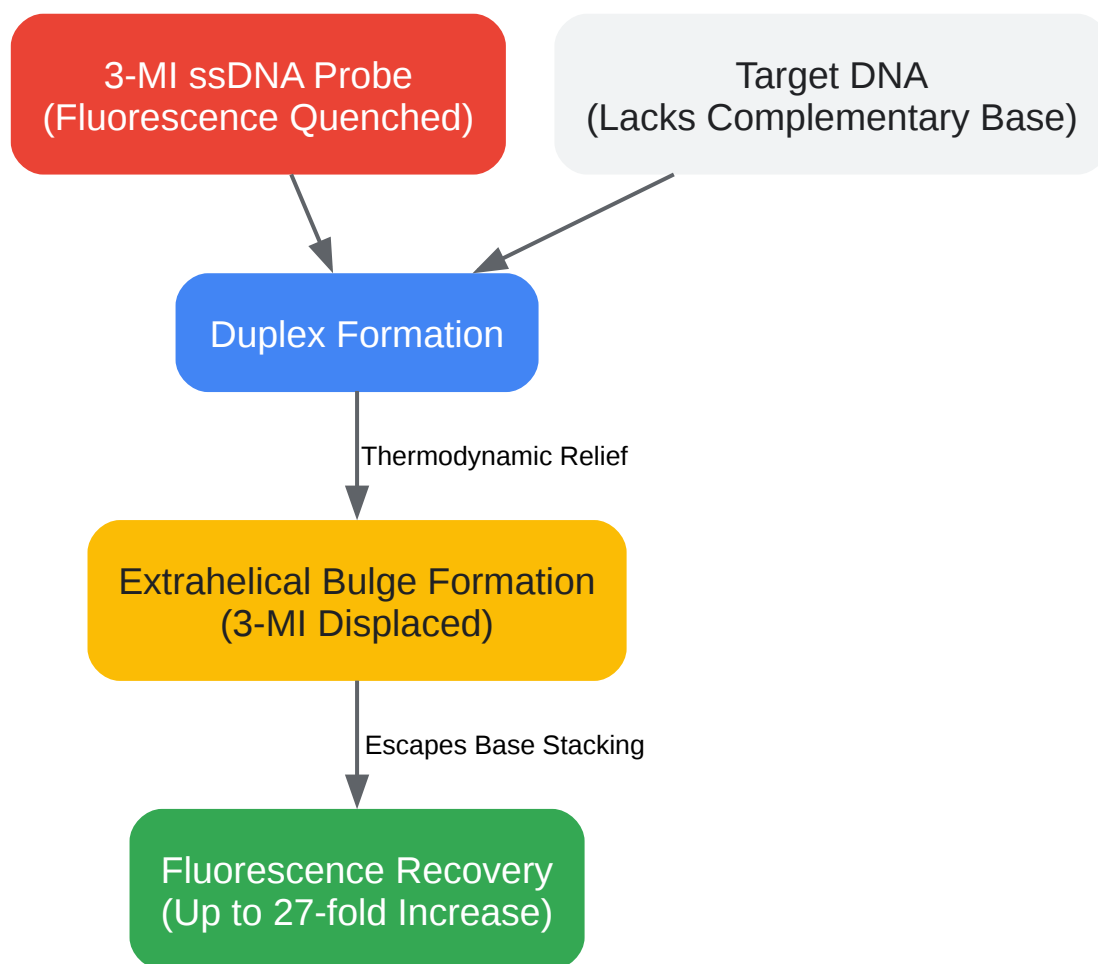 3-MI ssDNA Probe
(Fluorescence Quenched)
Target DNA
(Lacks Complementary Base)
Duplex Formation
Thermodynamic Relief
Extrahelical Bulge Formation
(3-MI Displaced)
Escapes Base Stacking
Fluorescence Recovery
(Up to 27-fold Increase)